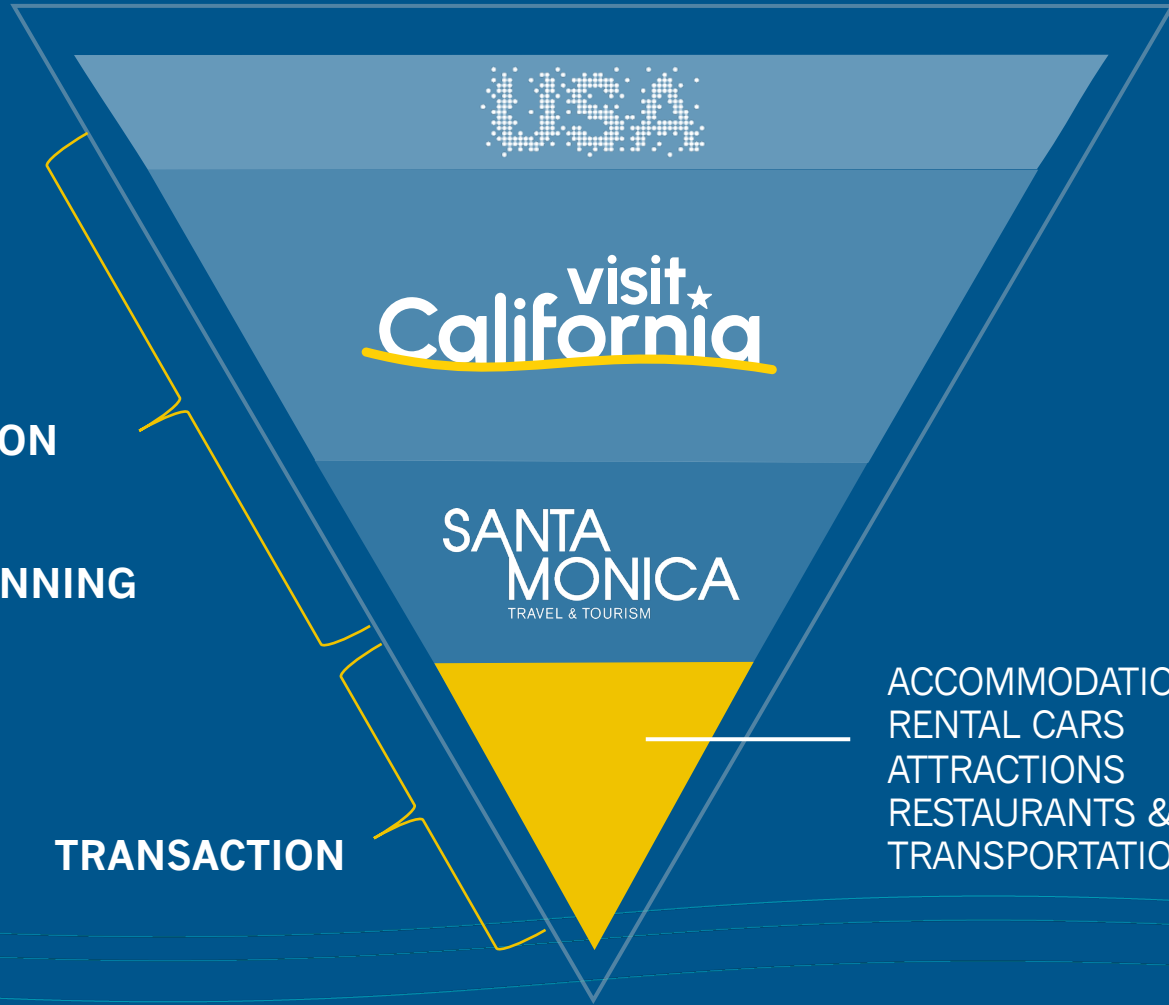 USA
visit
California
ON
SANTA
MONICA
TRAVEL & TOURISM
NNING
ACCOMMODATIO
RENTAL CARS
ATTRACTIONS
RESTAURANTS &
TRANSPORTATIO
TRANSACTION